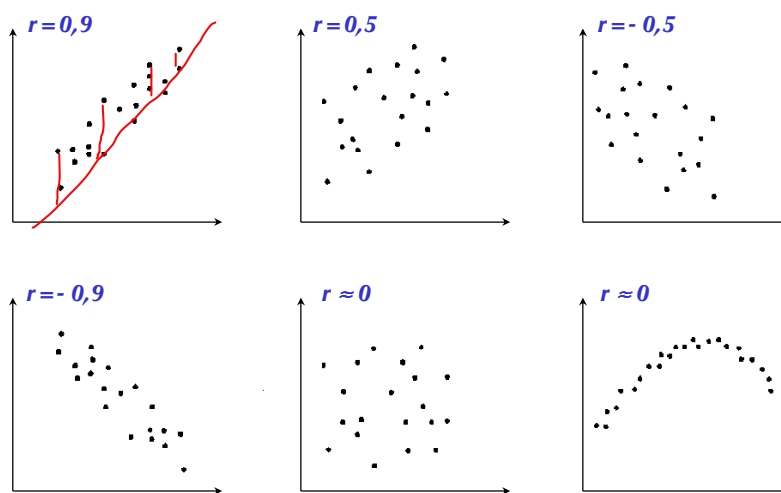 r = 0,9
r = 0,5
r = - 0,5
r = - 0,9
r ≈ 0
r ≈ 0